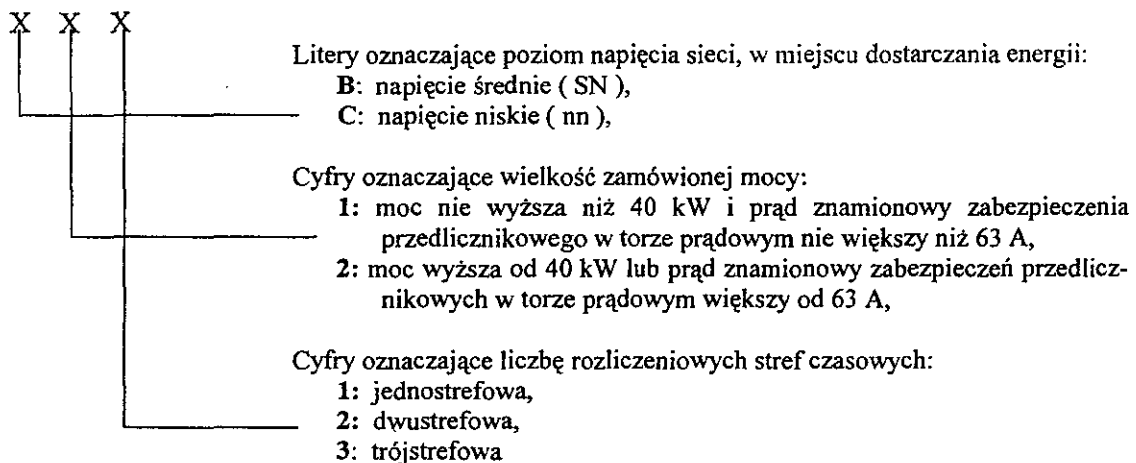 X X X
Litery oznaczające poziom napięcia sieci, w miejscu dostarczania energii:
B: napięcie średnie ( SN ),
C: napięcie niskie ( nn ),
Cyfry oznaczające wielkość zamówionej mocy:
1: moc nie wyższa niż 40 kW i prąd znamionowy zabezpieczenia
przedlicznikowego w torze prądowym nie większy niż 63 A,
2: moc wyższa od 40 kW lub prąd znamionowy zabezpieczeń przedlicz-
nikowych w torze prądowym większy od 63 A,
Cyfry oznaczające liczbę rozliczeniowych stref czasowych:
1: jednostrefowa,
2: dwustrefowa,
3: trójstrefowa